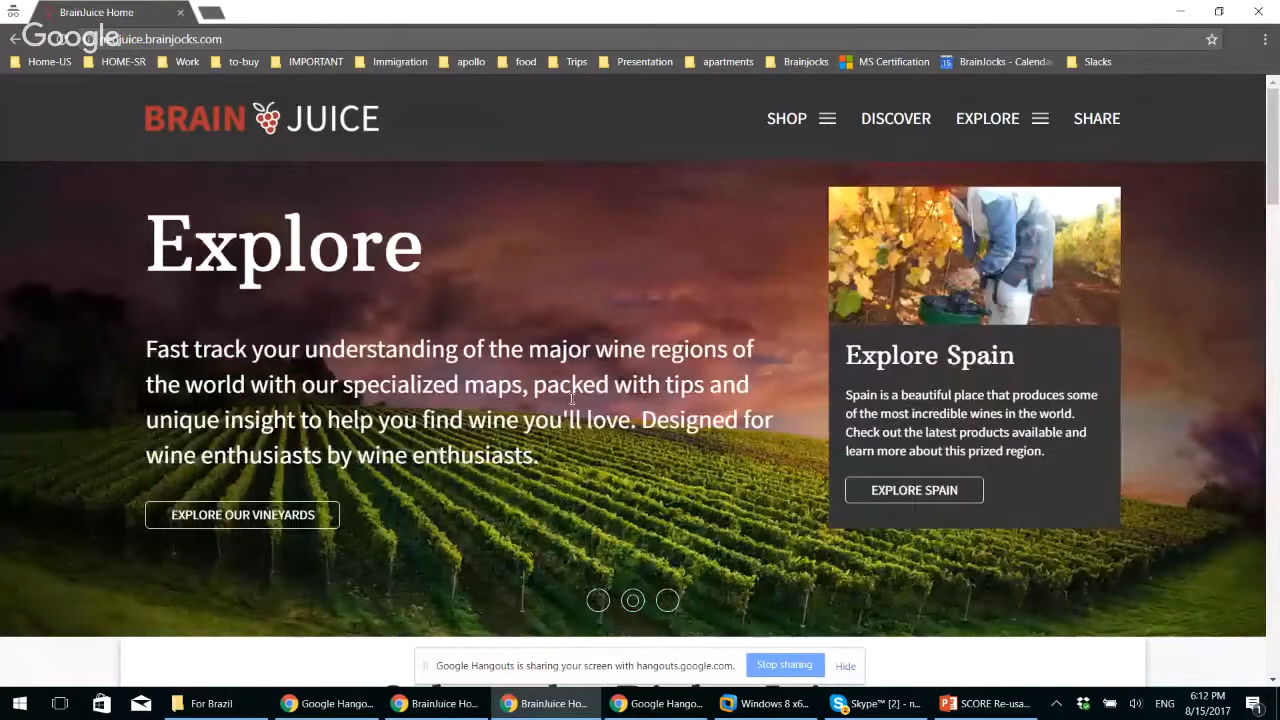 BrainJuice Home
Google
juice.brainjocks.com
Home-US
HOME-SR
Work
to-buy
IMPORTANT
Immigration
apollo
food
Trips
Presentation
apartments
Brainjocks
MS Certification
BrainJocks - Calenda
Slacks
BRAIN JUICE
SHOP
DISCOVER
EXPLORE
SHARE
Explore
Fast track your understanding of the major wine regions of
the world with our specialized maps, packed with tips and
unique insight to help you find wine you'll love. Designed for
wine enthusiasts by wine enthusiasts.
EXPLORE OUR VINEYARDS
Explore Spain
Spain is a beautiful place that produces some
of the most incredible wines in the world.
Check out the latest products available and
learn more about this prized region.
EXPLORE SPAIN
Google Hangouts is sharing your screen with hangouts.google.com.
Stop sharing
Hide
For Brazil
Google Hango...
BrainJuice Ho...
BrainJuice Ho...
Google Hango...
Windows 8 x6...
Skype™ [2] - n...
SCORE Re-usa...
ENG
6:12 PM
8/15/2017